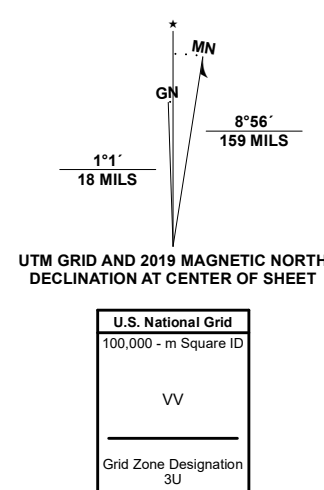 ★
MN
GN
8°56´
159 MILS
1°1´
18 MILS
UTM GRID AND 2019 MAGNETIC NORTH
DECLINATION AT CENTER OF SHEET
U.S. National Grid
100,000 - m Square ID
VV
Grid Zone Designation
3U